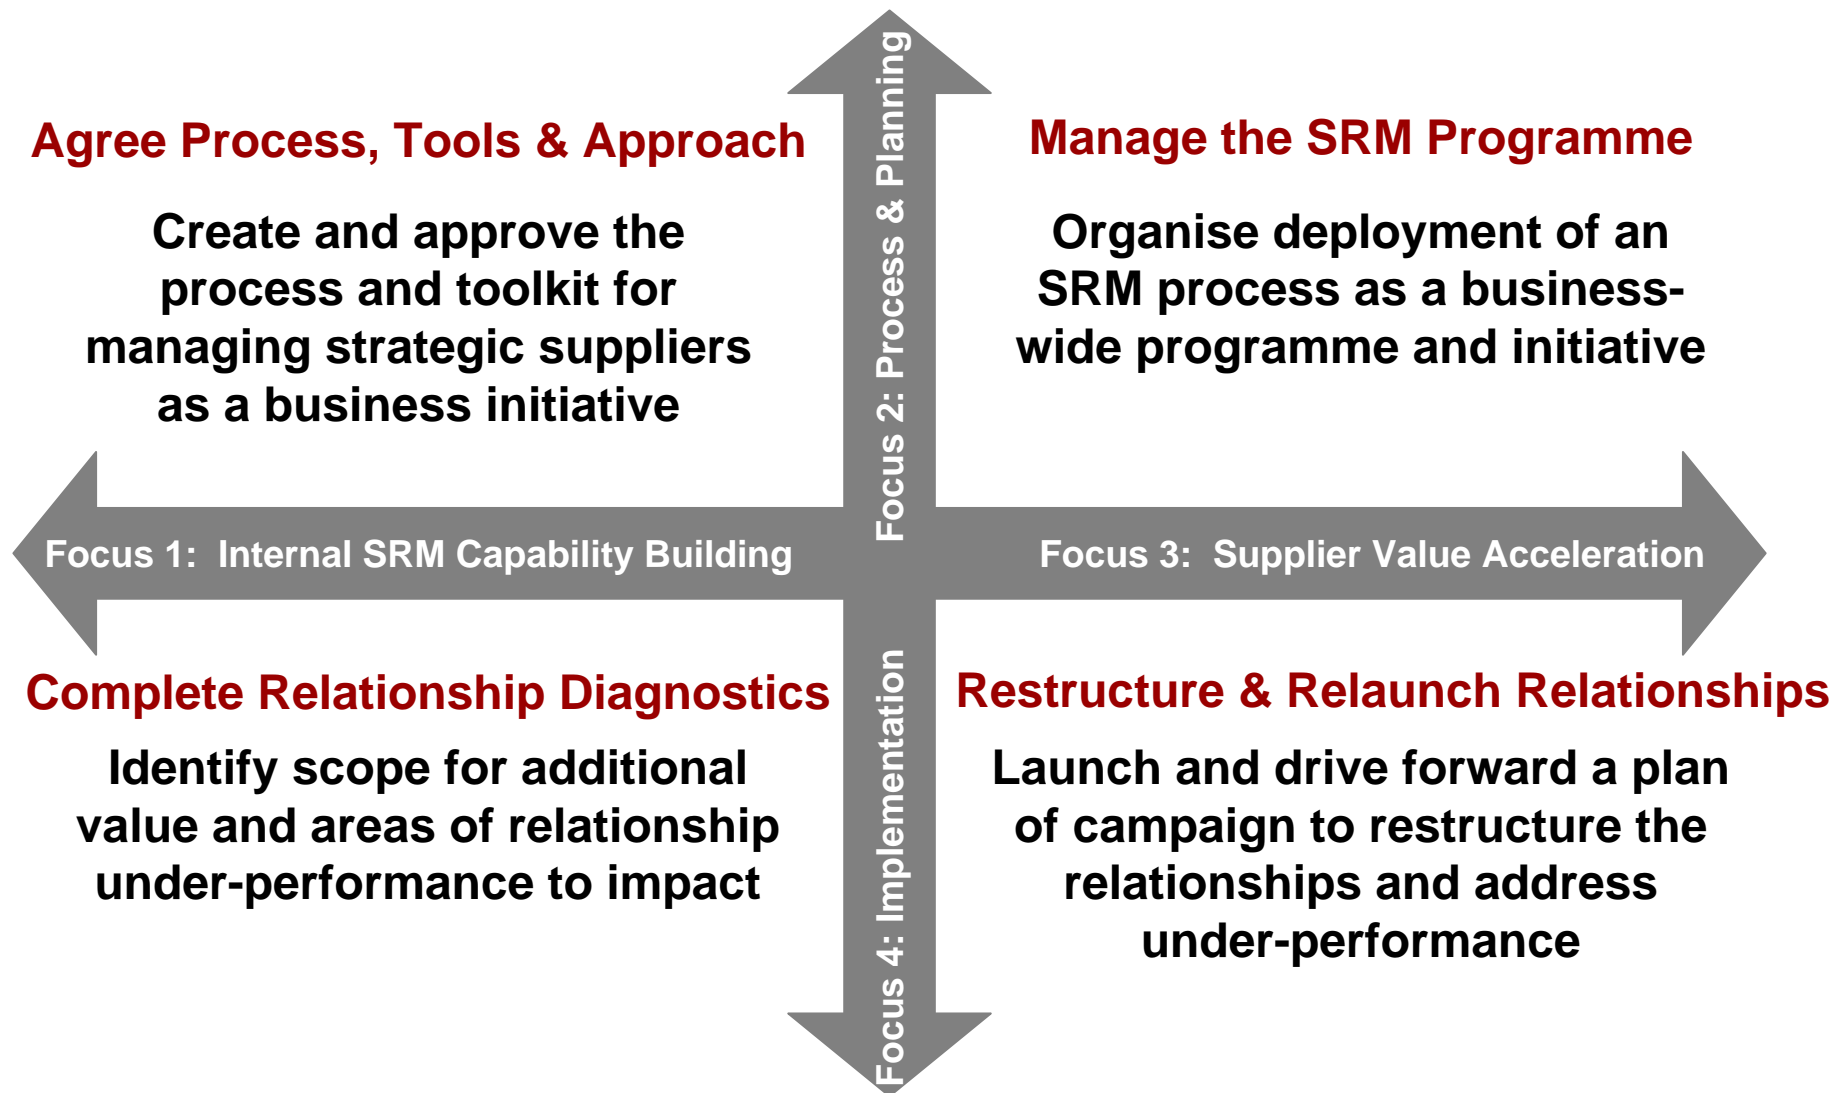 Agree Process, Tools & Approach
Create and approve the
process and toolkit for
managing strategic suppliers
as a business initiative
Focus 2: Process & Planning
Manage the SRM Programme
Organise deployment of an
SRM process as a business-
wide programme and initiative
Focus 1:  Internal SRM Capability Building
Focus 3:  Supplier Value Acceleration
Complete Relationship Diagnostics
Identify scope for additional
value and areas of relationship
under-performance to impact
Focus 4: Implementation
Restructure & Relaunch Relationships
Launch and drive forward a plan
of campaign to restructure the
relationships and address
under-performance